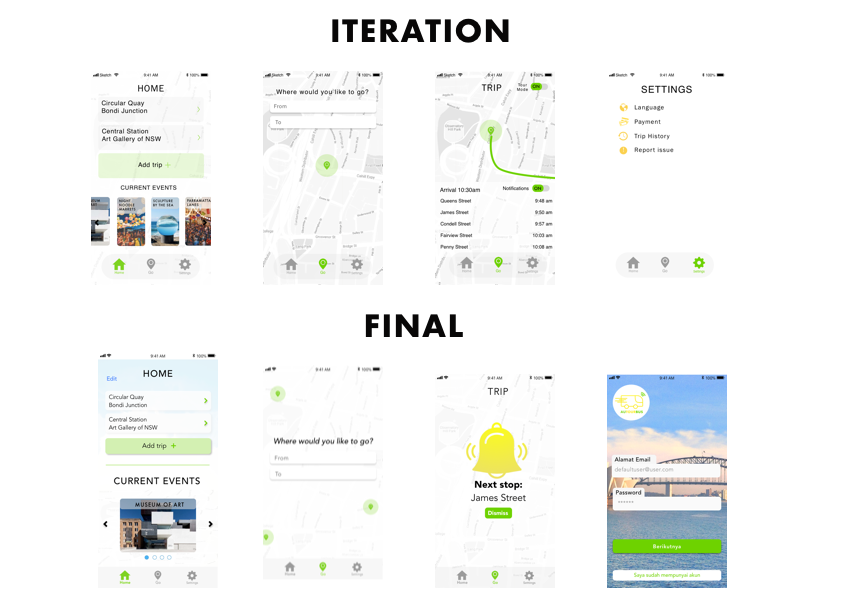 ITERATION
Sketch 9:41 AM 100%
HOME
Circular Quay
Bondi Junction
Central Station
Art Gallery of NSW
Add trip +
CURRENT EVENTS
NIGHT
NOODLE
MARKETS
SCULPTURE
BY THE SEA
PARRAMATTA
LANES
Home
Go
Settings
Sketch 9:41 AM 100%
Where would you like to go?
From
To
Home
Go
Settings
Sketch 9:41 AM 100%
TRIP
Mode
ON
Arrival 10:30am
Notifications ON
Queens Street 9:48 am
James Street 9:50 am
Condell Street 9:57 am
Fairview Street 10:03 am
Penny Street 10:08 am
Home
Go
Settings
Sketch 9:41 AM 100%
SETTINGS
Language
Payment
Trip History
Report issue
Home
Go
Settings
FINAL
9:41 AM 100%
HOME
Edit
Circular Quay
Bondi Junction
Central Station
Art Gallery of NSW
Add trip +
CURRENT EVENTS
MUSEUM OF ART
Home
Go
Settings
9:41 AM 100%
Where would you like to go?
From
To
Home
Go
Settings
9:41 AM 100%
TRIP
Next stop:
James Street
Dismiss
Home
Go
Settings
9:41 AM 100%
Alamat Email
defaultuser@user.com
Password
******
Berikutnya
Saya sudah mempunyai akun